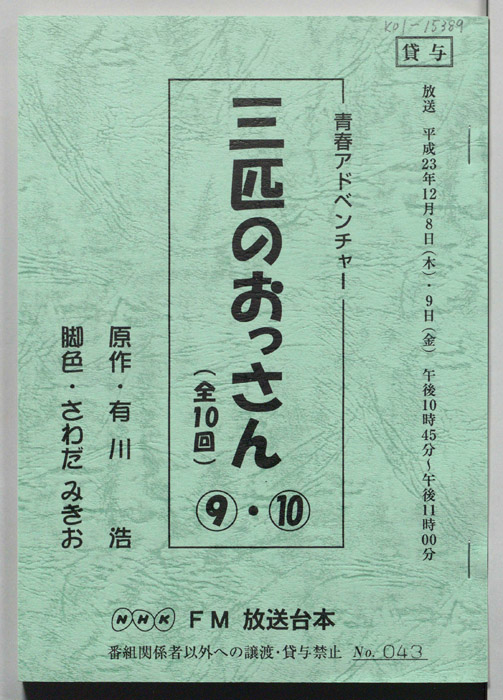 K01-15389
貸与
放送 平成23年12月8日(木)・9日(金) 午後10時45分～午後11時00分
青春アドベンチャー
三匹のおっさん
(全10回)
⑨・⑩
原作・有川 浩
脚色・さわだ みきお
NHK FM 放送台本
番組関係者以外への譲渡・貸与禁止 No. 043